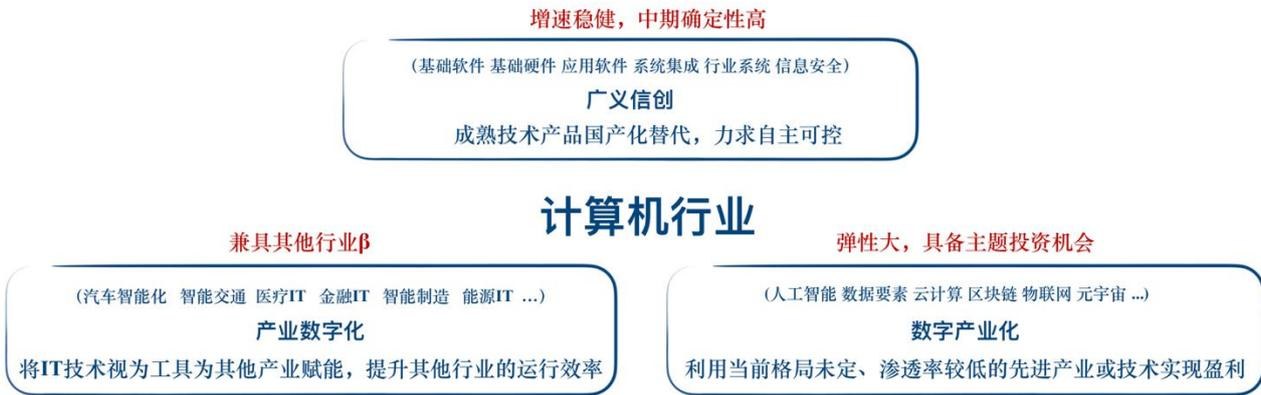 增速稳健，中期确定性高
（基础软件 基础硬件 应用软件 系统集成 行业系统 信息安全）
广义信创
成熟技术产品国产化替代，力求自主可控
计算机行业
兼具其他行业β
（汽车智能化 智能交通 医疗IT 金融IT 智能制造 能源IT …）
产业数字化
将IT技术视为工具为其他产业赋能，提升其他行业的运行效率
弹性大，具备主题投资机会
（人工智能 数据要素 云计算 区块链 物联网 元宇宙 ...）
数字产业化
利用当前格局未定、渗透率较低的先进产业或技术实现盈利